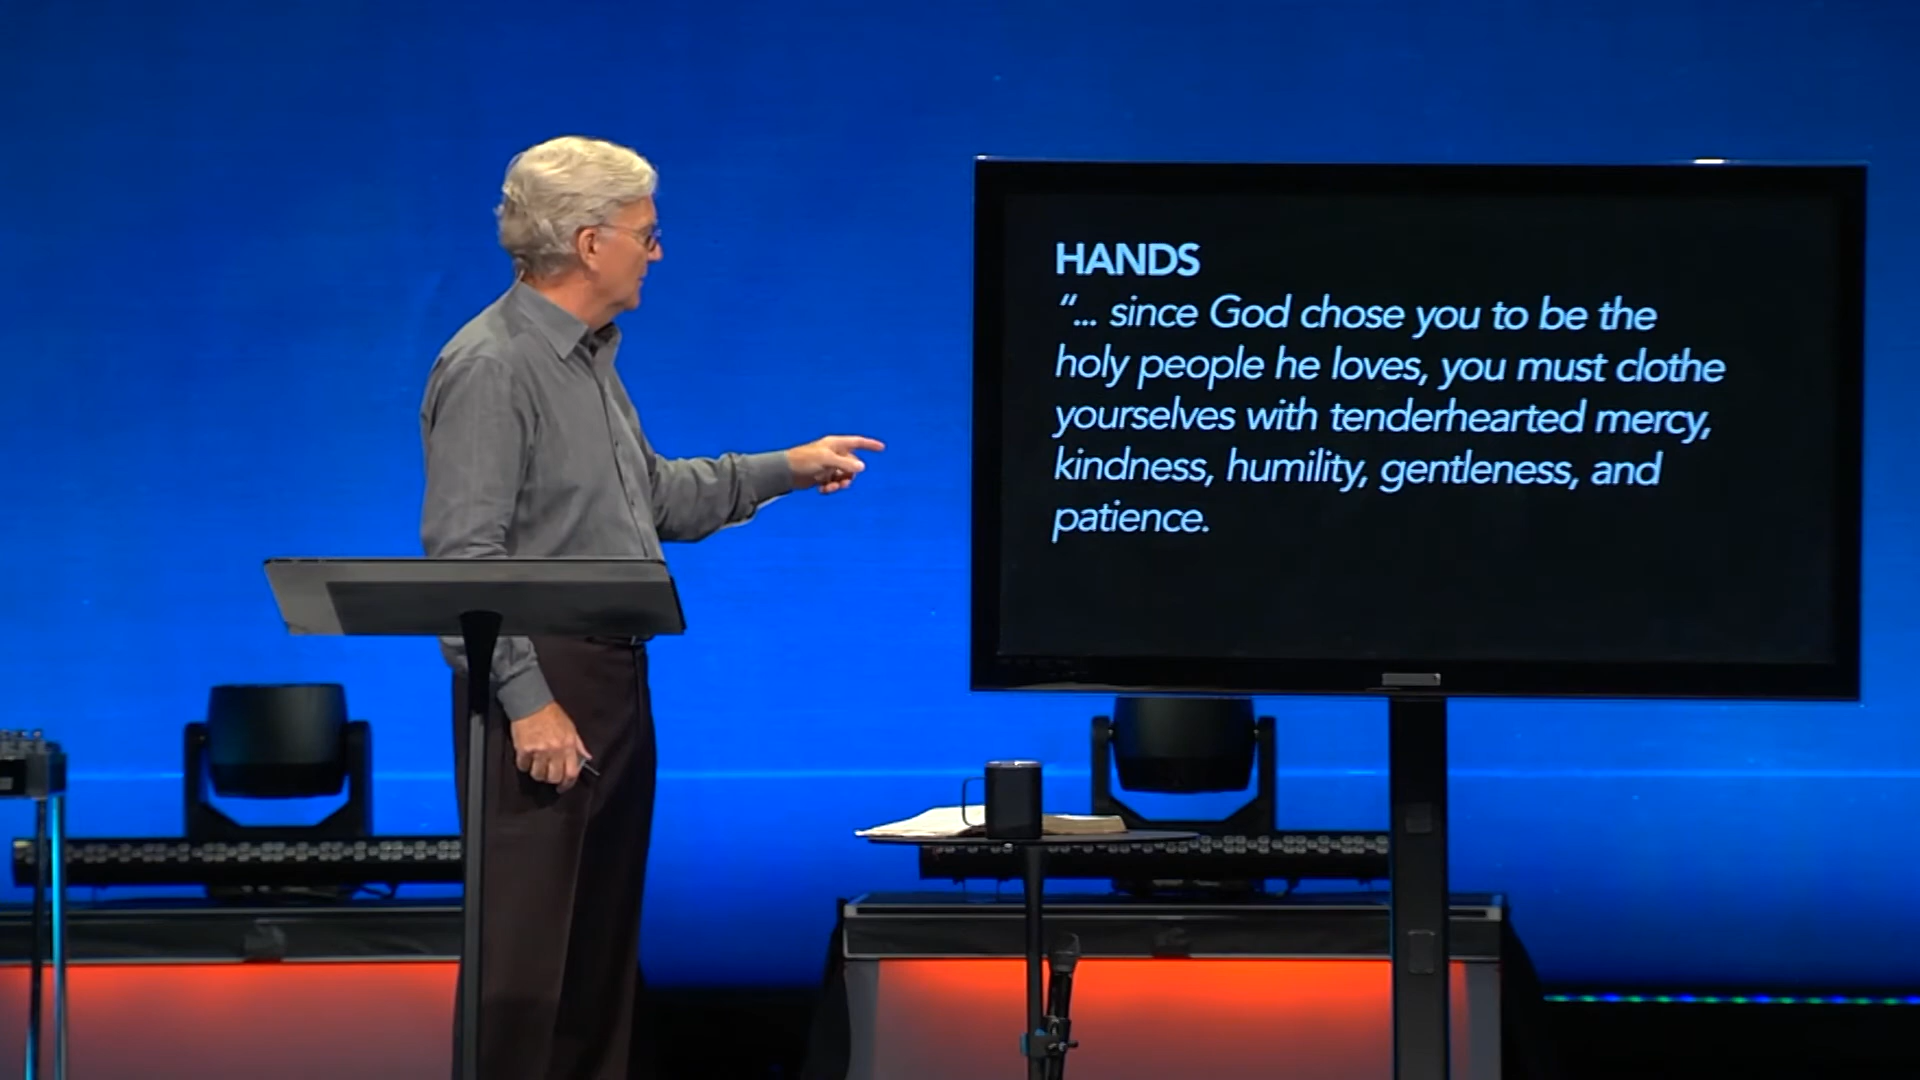 HANDS
“... since God chose you to be the
holy people he loves, you must clothe
yourselves with tenderhearted mercy,
kindness, humility, gentleness, and
patience.